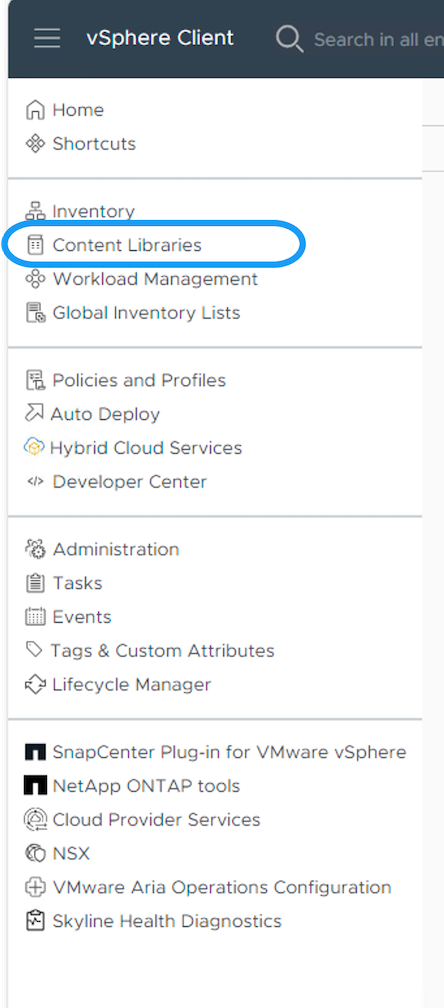 vSphere Client
Search in all en
Home
Shortcuts
Inventory
Content Libraries
Workload Management
Global Inventory Lists
Policies and Profiles
Auto Deploy
Hybrid Cloud Services
Developer Center
Administration
Tasks
Events
Tags & Custom Attributes
Lifecycle Manager
SnapCenter Plug-in for VMware vSphere
NetApp ONTAP tools
Cloud Provider Services
NSX
VMware Aria Operations Configuration
Skyline Health Diagnostics